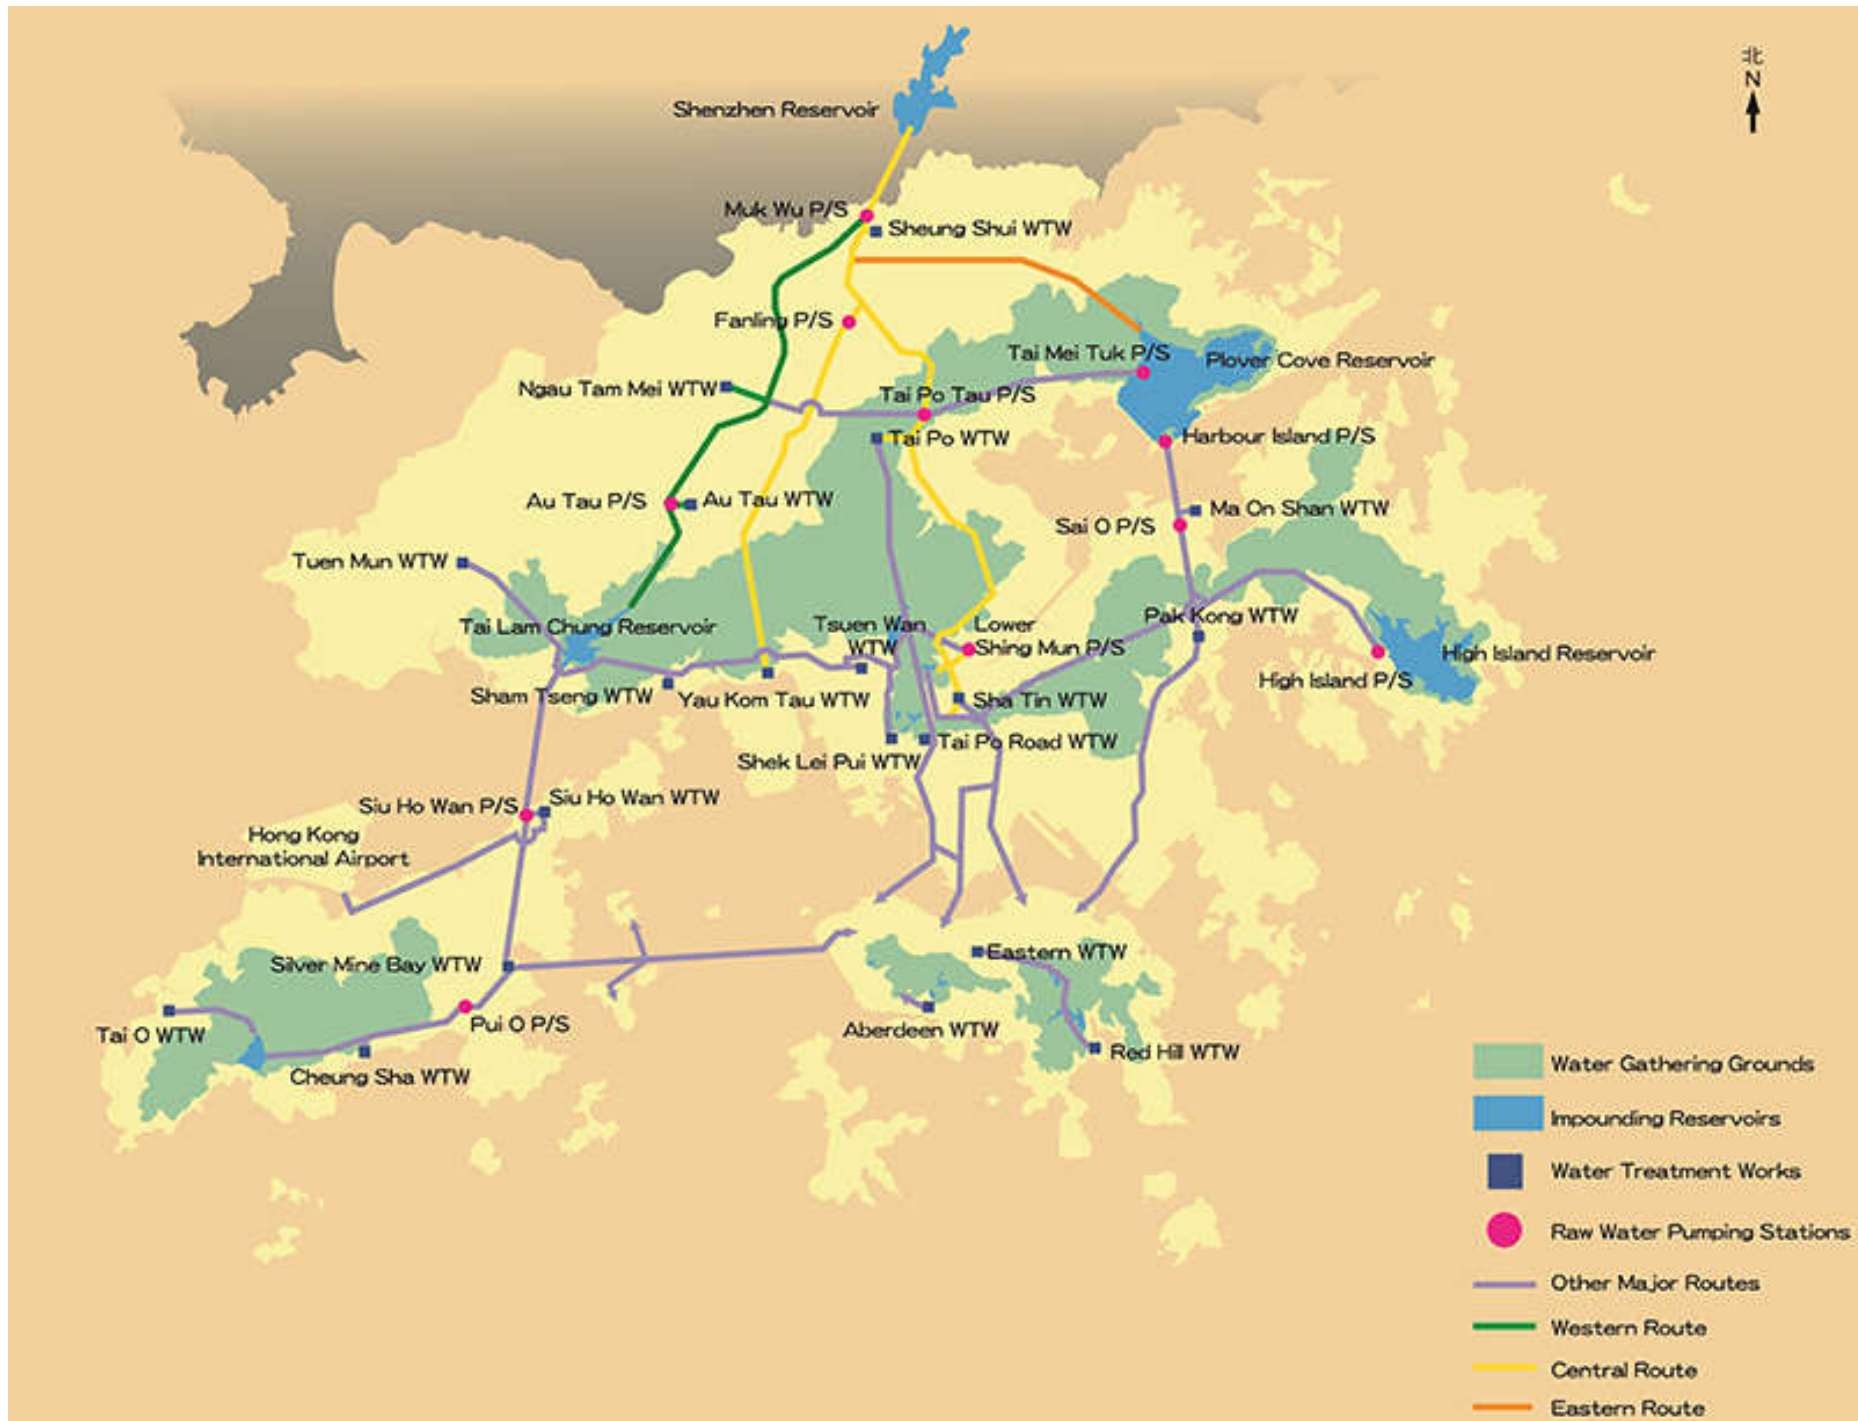 北
N
Shenzhen Reservoir
Muk Wu P/S
Sheung Shui WTW
Fanling P/S
Tai Mei Tuk P/S
Plover Cove Reservoir
Ngau Tam Mei WTW
Tai Po Tau P/S
Tai Po WTW
Harbour Island P/S
Au Tau P/S
Au Tau WTW
Ma On Shan WTW
Sai O P/S
Tuen Mun WTW
Tai Lam Chung Reservoir
Tsuen Wan
WTW
Lower
Shing Mun P/S
Pak Kong WTW
High Island Reservoir
High Island P/S
Sham Tseng WTW
Yau Kom Tau WTW
Sha Tin WTW
Shek Lei Pui WTW
Tai Po Road WTW
Siu Ho Wan P/S
Siu Ho Wan WTW
Hong Kong
International Airport
Silver Mine Bay WTW
Eastern WTW
Tai O WTW
Pui O P/S
Aberdeen WTW
Red Hill WTW
Cheung Sha WTW
Water Gathering Grounds
Impounding Reservoirs
Water Treatment Works
Raw Water Pumping Stations
Other Major Routes
Western Route
Central Route
Eastern Route